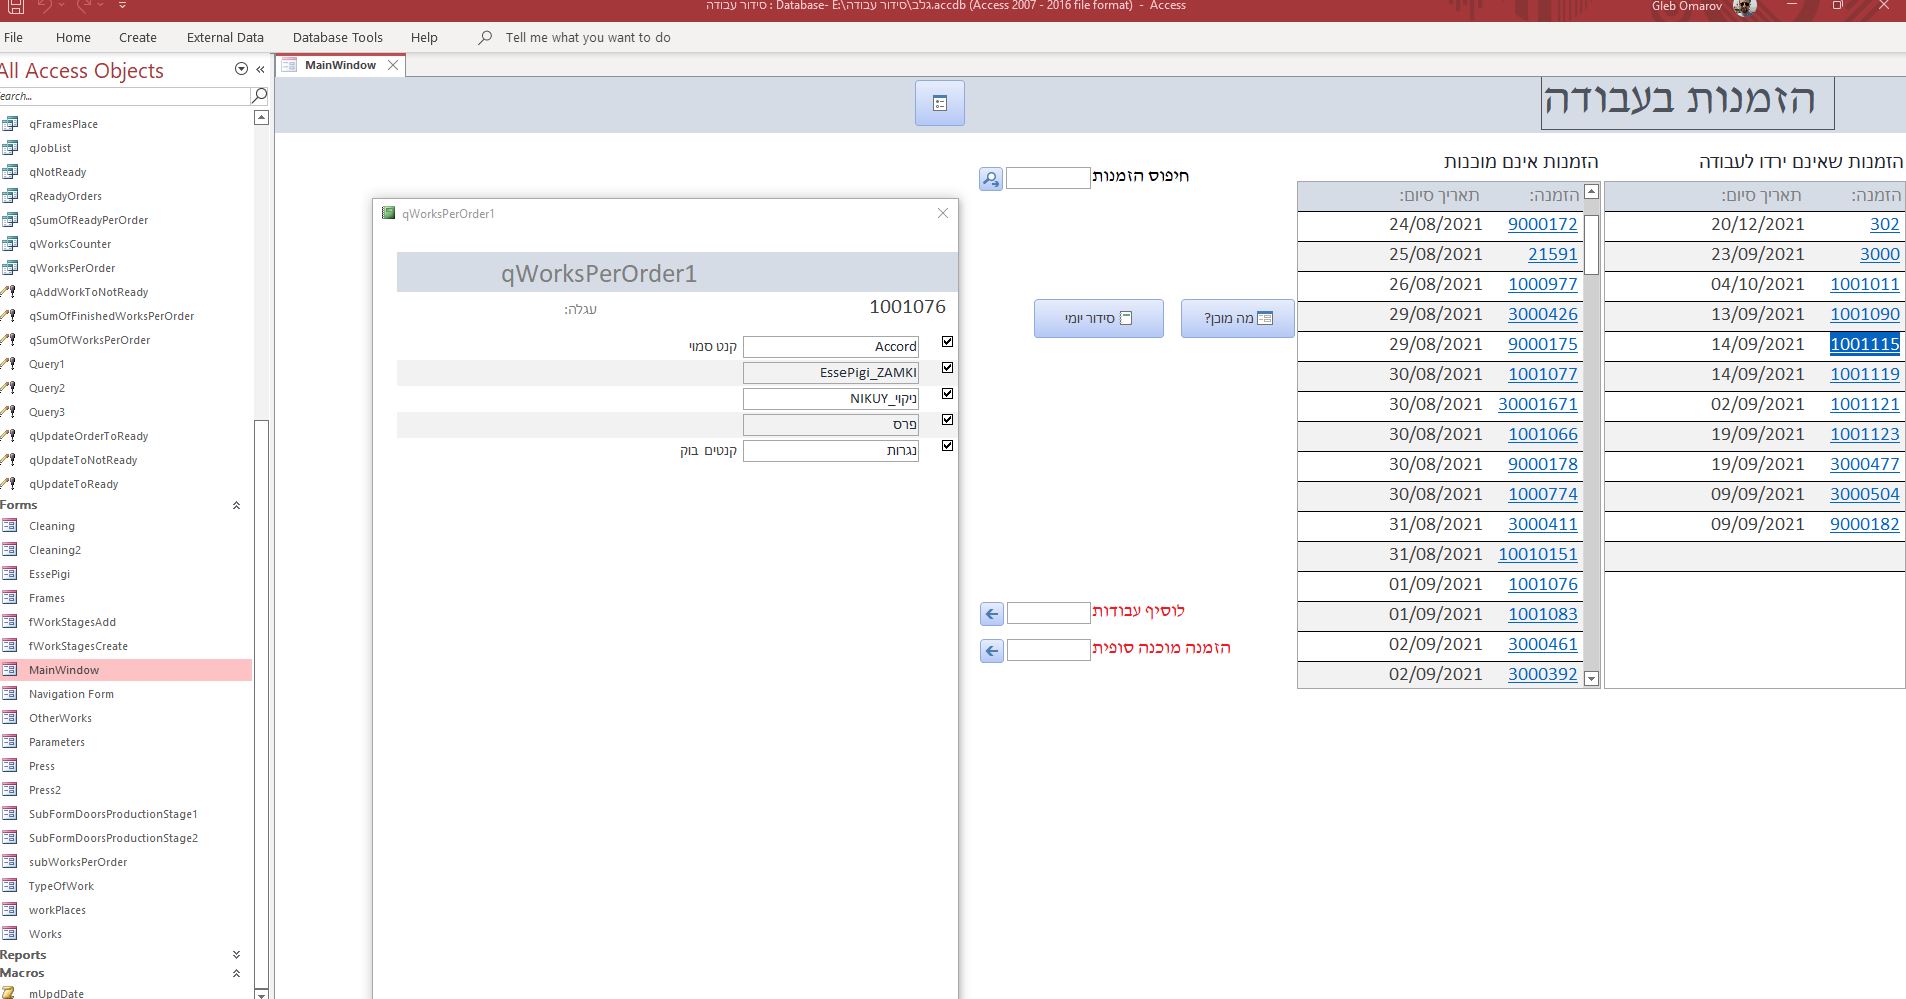 סידור עבודה : Database- E:\סידור עבודה\גלב.accdb (Access 2007 - 2016 file format) - Access
Gleb Omarov
File Home Create External Data Database Tools Help Tell me what you want to do
All Access Objects
Search...
qFramesPlace
qJobList
qNotReady
qReadyOrders
qSumOfReadyPerOrder
qWorksCounter
qWorksPerOrder
qAddWorkToNotReady
qSumOfFinishedWorksPerOrder
qSumOfWorksPerOrder
Query1
Query2
Query3
qUpdateOrderToReady
qUpdateToNotReady
qUpdateToReady
Forms
Cleaning
Cleaning2
EssePigi
Frames
fWorkStagesAdd
fWorkStagesCreate
MainWindow
Navigation Form
OtherWorks
Parameters
Press
Press2
SubFormDoorsProductionStage1
SubFormDoorsProductionStage2
subWorksPerOrder
TypeOfWork
workPlaces
Works
Reports
Macros
mUpdDate
MainWindow
הזמנות בעבודה
חיפוס הזמנות
סידור יומי
מה מוכן?
לוסיף עבודות
הזמנה מוכנה סופית
qWorksPerOrder1
qWorksPerOrder1
1001076 עגלה:
Accord קנט סמוי
EssePigi_ZAMKI
ניקוי_NIKUY
פרס
נגרות קנטים בוק
הזמנות שאינם ירדו לעבודה
הזמנה: תאריך סיום:
302 20/12/2021
3000 23/09/2021
1001011 04/10/2021
1001090 13/09/2021
1001115 14/09/2021
1001119 14/09/2021
1001121 02/09/2021
1001123 19/09/2021
3000477 19/09/2021
3000504 09/09/2021
9000182 09/09/2021
הזמנות אינם מוכנות
הזמנה: תאריך סיום:
9000172 24/08/2021
21591 25/08/2021
1000977 26/08/2021
3000426 29/08/2021
9000175 29/08/2021
1001077 30/08/2021
30001671 30/08/2021
1001066 30/08/2021
9000178 30/08/2021
1000774 30/08/2021
3000411 31/08/2021
10010151 31/08/2021
1001076 01/09/2021
1001083 01/09/2021
3000461 02/09/2021
3000392 02/09/2021